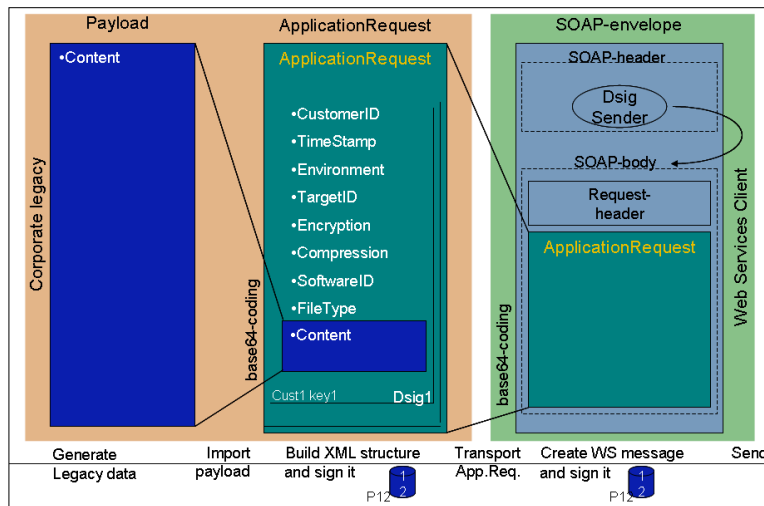 Payload
ApplicationRequest
SOAP-envelope
•Content
Corporate legacy
ApplicationRequest
•CustomerID
•TimeStamp
•Environment
•TargetID
•Encryption
•Compression
•SoftwareID
•FileType
•Content
base64-coding
Cust1 key1
Dsig1
SOAP-header
Dsig
Sender
SOAP-body
Request-
header
ApplicationRequest
base64-coding
Web Services Client
Generate
Legacy data
Import
payload
Build XML structure
and sign it
P12
1
2
Transport
App.Req.
Create WS message
and sign it
P12
1
2
Send